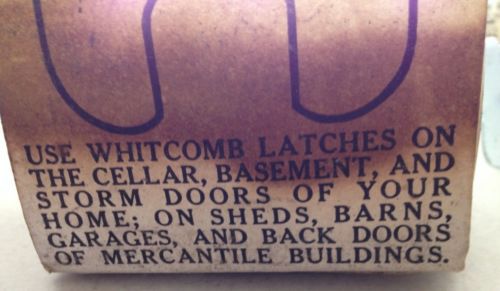 USE WHITCOMB LATCHES ON
THE CELLAR, BASEMENT, AND
STORM DOORS OF YOUR
HOME; ON SHEDS, BARNS,
GARAGES, AND BACK DOORS
OF MERCANTILE BUILDINGS.